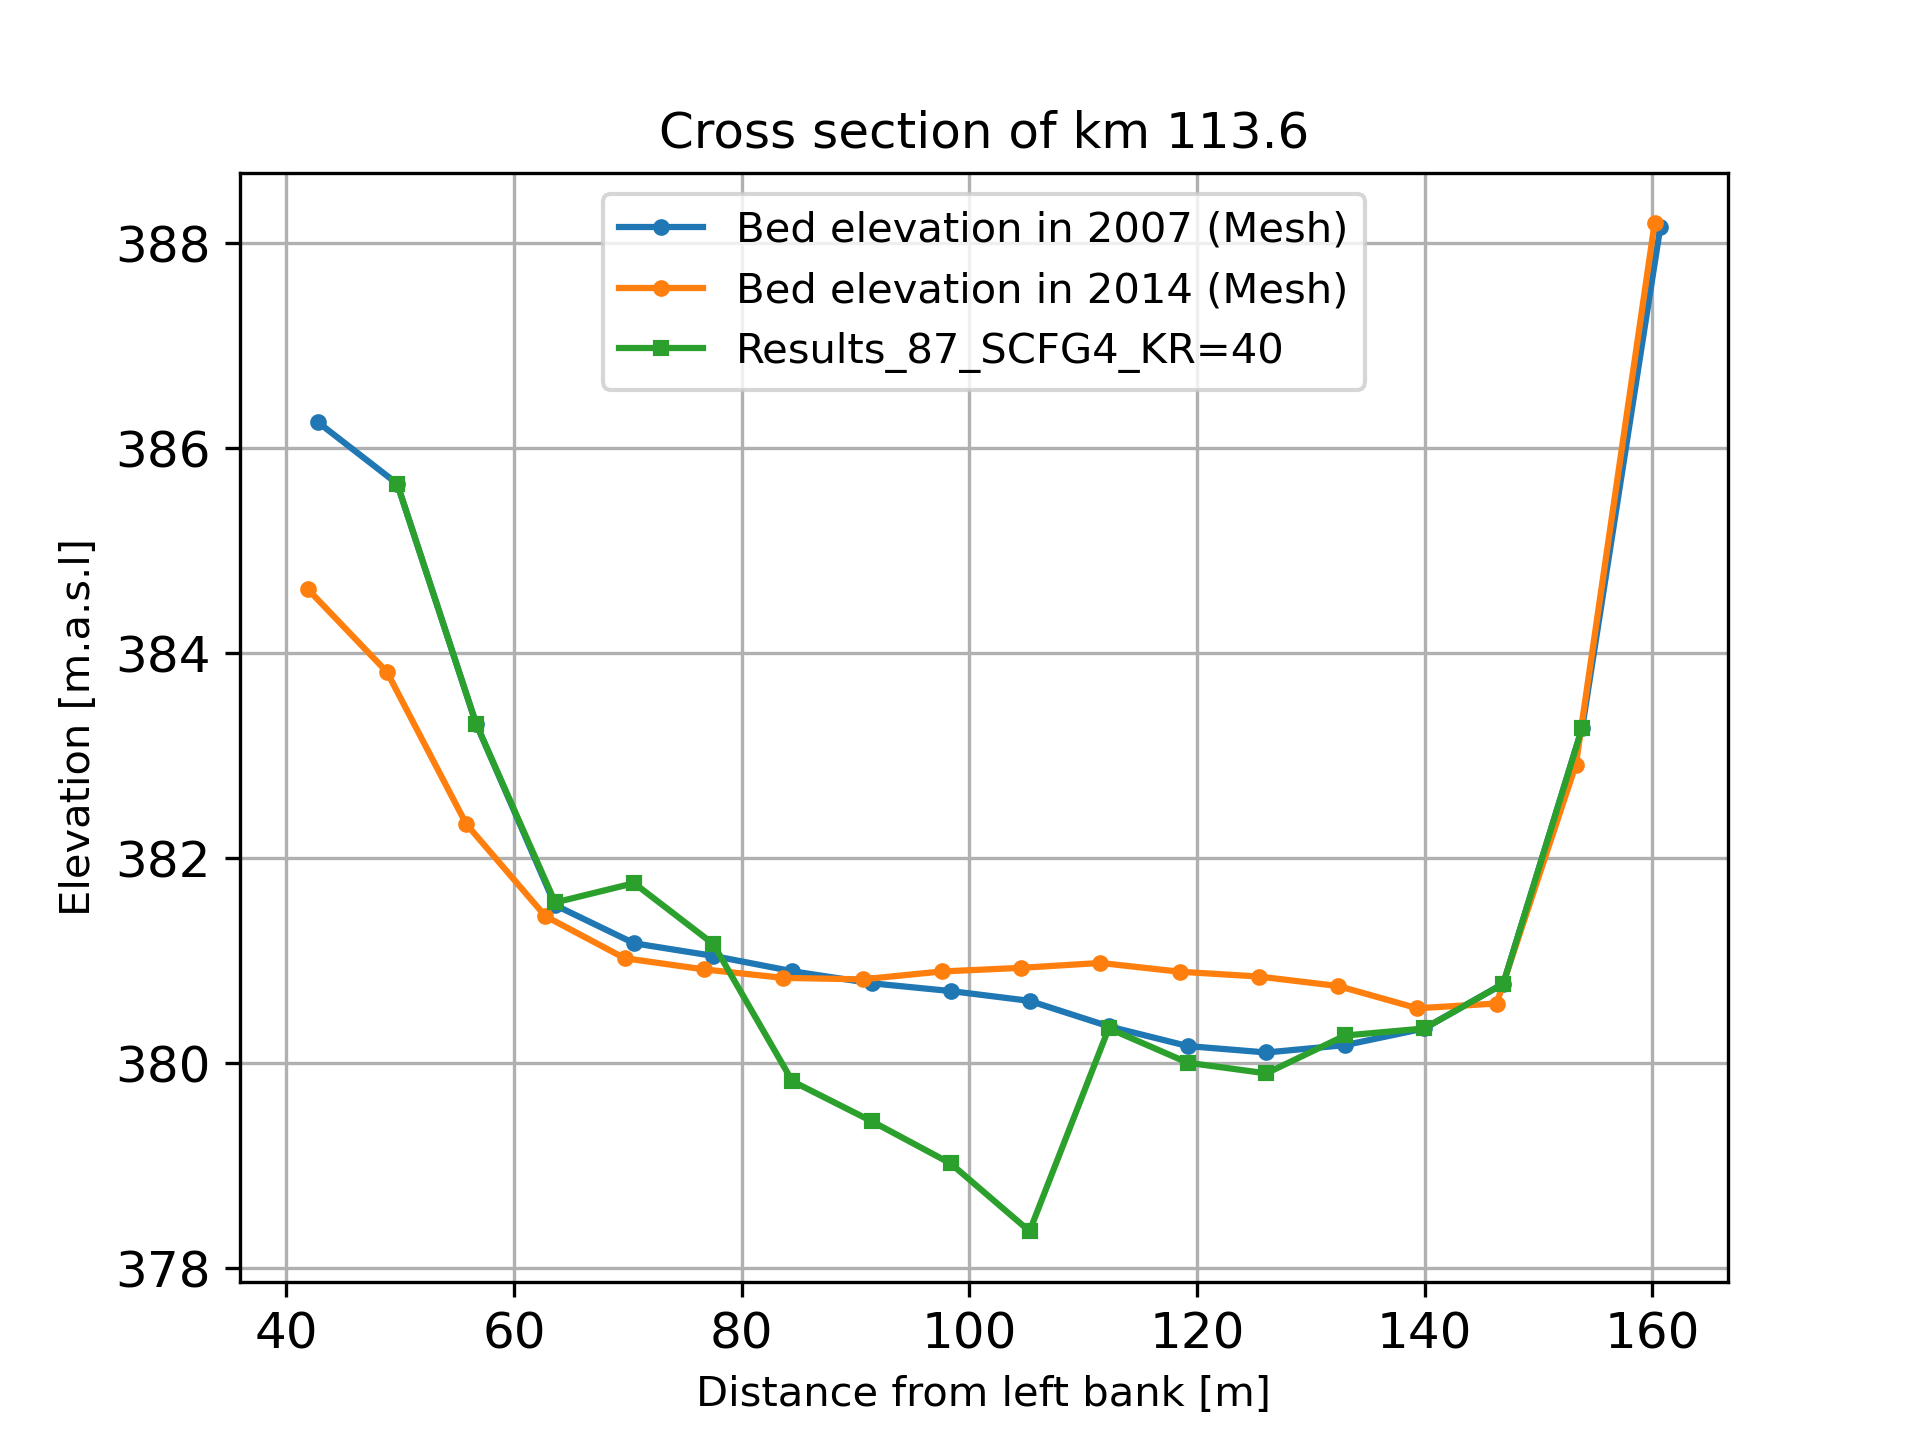 Cross section of km 113.6
Bed elevation in 2007 (Mesh)
Bed elevation in 2014 (Mesh)
Results_87_SCFG4_KR=40
388
386
384
382
380
378
Elevation [m.a.s.l]
40 60 80 100 120 140 160
Distance from left bank [m]